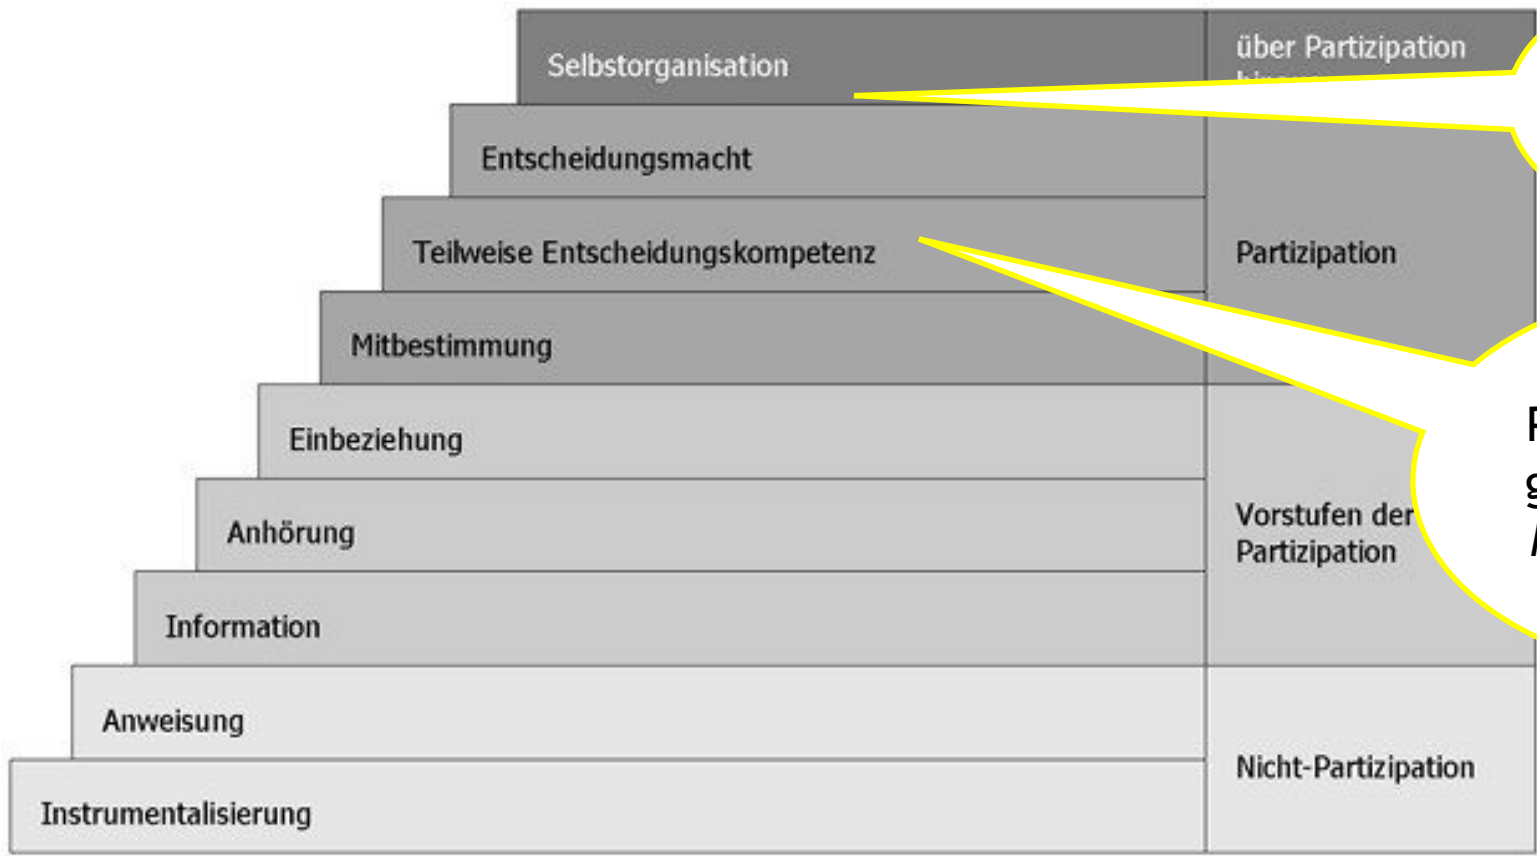 Selbstorganisation
über Partizipation
Entscheidungsmacht
Teilweise Entscheidungskompetenz
Partizipation
Mitbestimmung
Einbeziehung
Anhörung
Vorstufen der
Partizipation
Information
Anweisung
Nicht-Partizipation
Instrumentalisierung